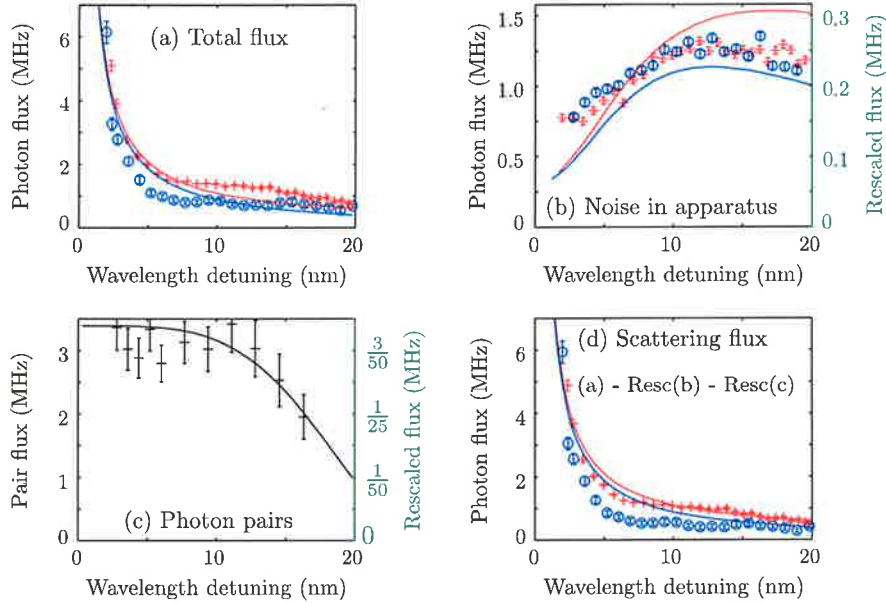 (a) Total flux
Photon flux (MHz)
6
4
2
0
0
10
20
Wavelength detuning (nm)
(b) Noise in apparatus
Photon flux (MHz)
1.5
1.25
0.75
0.5
0
Rescaled flux (MHz)
0.3
0.2
0.1
0
0
10
20
Wavelength detuning (nm)
(c) Photon pairs
Pair flux (MHz)
3
2
1
0
Rescaled flux (MHz)
3/50
1/25
1/50
0
0
10
20
Wavelength detuning (nm)
(d) Scattering flux
(a) - Resc(b) - Resc(c)
Photon flux (MHz)
6
4
2
0
0
10
20
Wavelength detuning (nm)